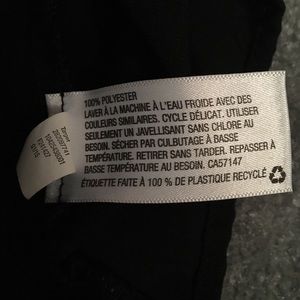 100% POLYESTER
LAVER À LA MACHINE À L'EAU FROIDE AVEC DES
COULEURS SIMILAIRES. CYCLE DÉLICAT. UTILISER
SEULEMENT UN JAVELLISANT SANS CHLORE AU
BESOIN. SÉCHER PAR CULBUTAGE À BASSE
TEMPÉRATURE. RETIRER SANS TARDER. REPASSER À
BASSE TEMPÉRATURE AU BESOIN. CA57147
ÉTIQUETTE FAITE À 100 % DE PLASTIQUE RECYCLÉ
Target